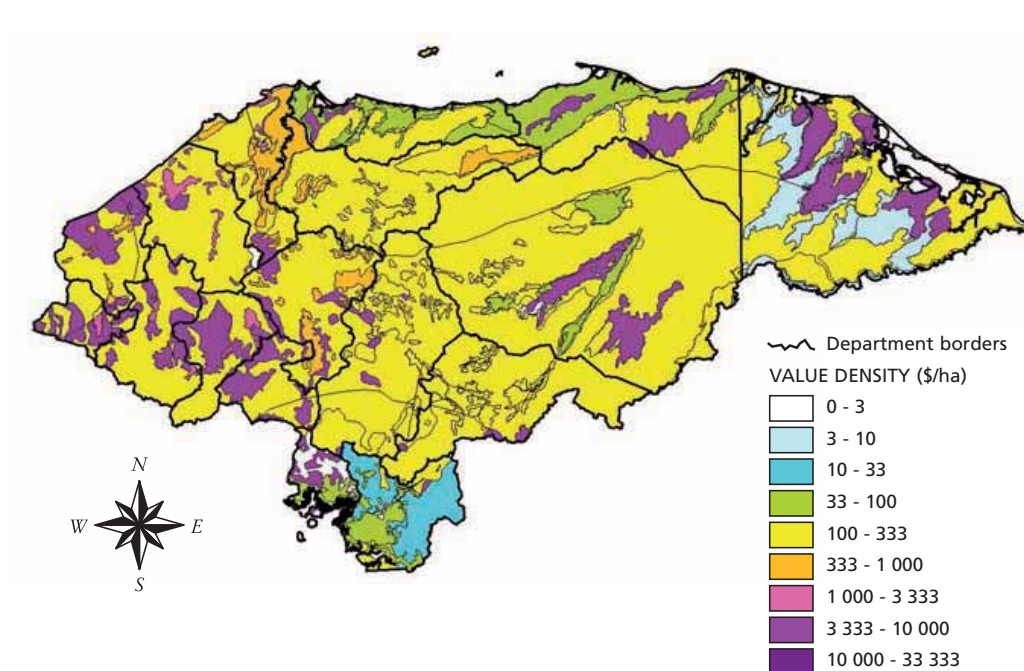 Department borders
VALUE DENSITY ($/ha)
0 - 3
3 - 10
10 - 33
33 - 100
100 - 333
333 - 1 000
1 000 - 3 333
3 333 - 10 000
10 000 - 33 333
N
W E
S